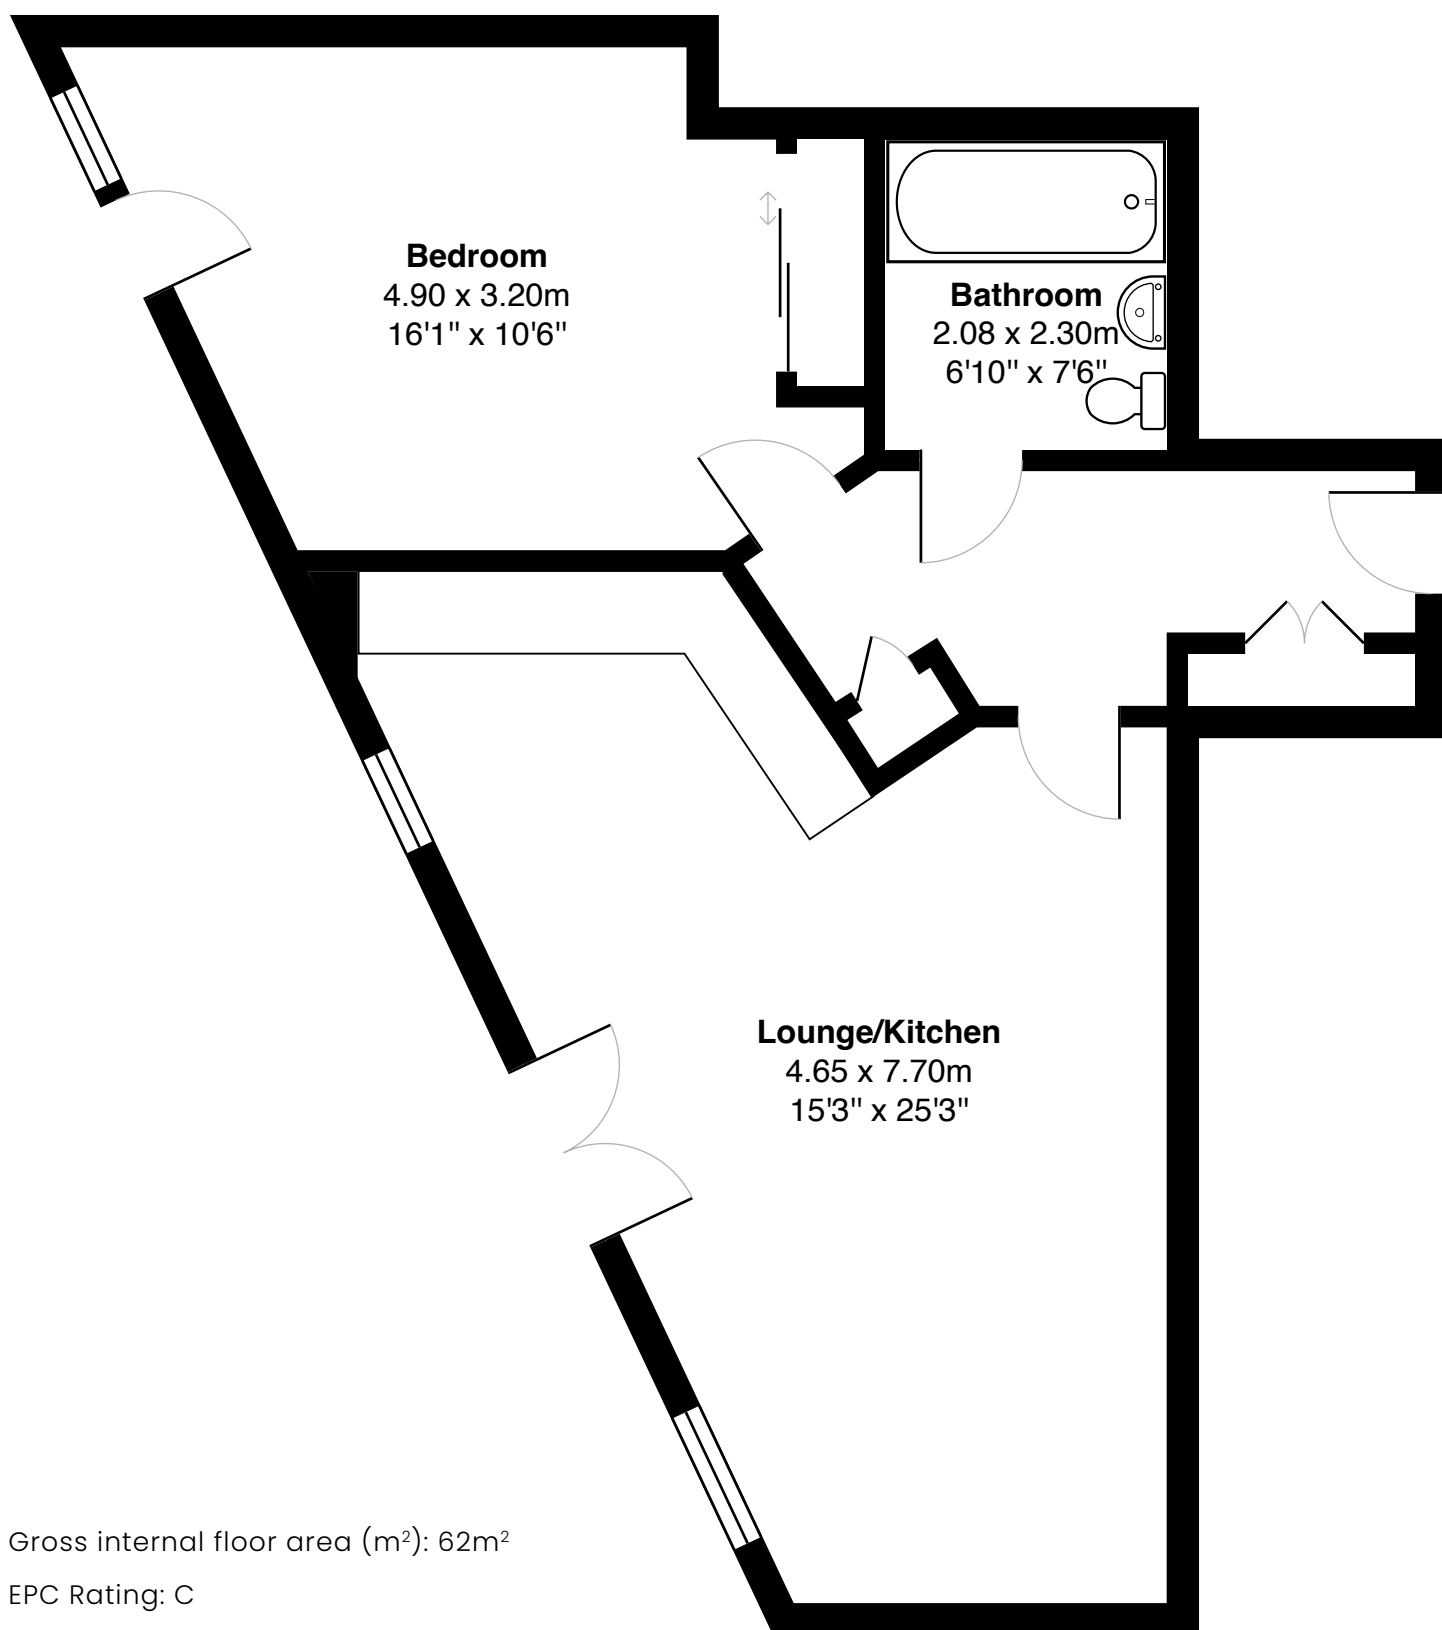 Bedroom
4.90 x 3.20m
16'1" x 10'6"
Bathroom
2.08 x 2.30m
6'10" x 7'6"
Lounge/Kitchen
4.65 x 7.70m
15'3" x 25'3"
Gross internal floor area (m²): 62m²
EPC Rating: C